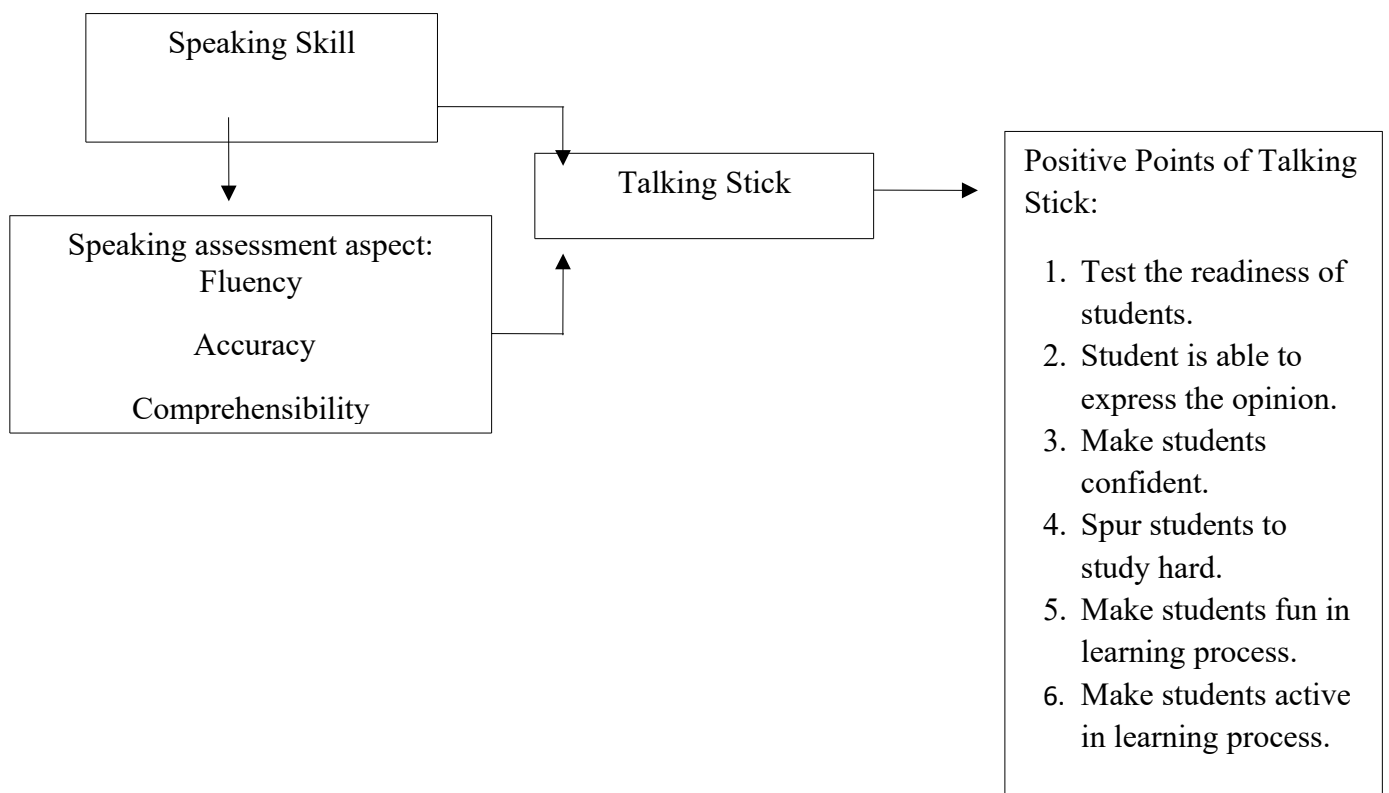 Speaking Skill
Speaking assessment aspect:
Fluency
Accuracy
Comprehensibility
Talking Stick
Positive Points of Talking
Stick:
1. Test the readiness of
students.
2. Student is able to
express the opinion.
3. Make students
confident.
4. Spur students to
study hard.
5. Make students fun in
learning process.
6. Make students active
in learning process.